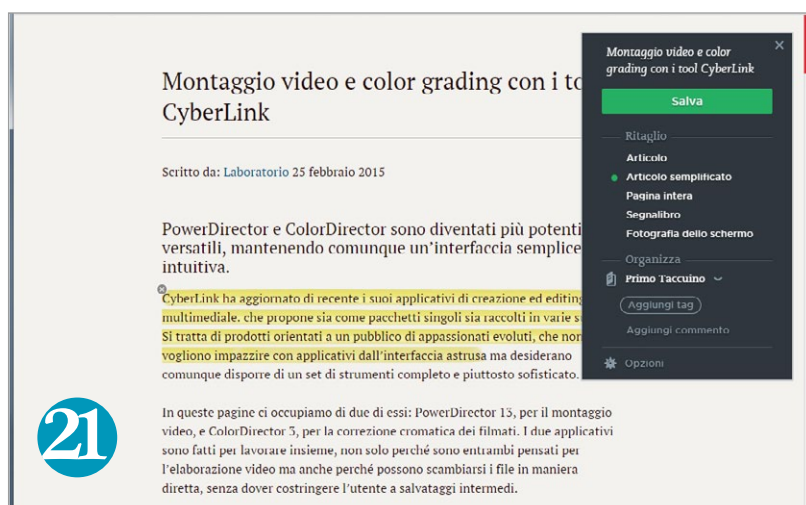 Montaggio video e color grading con i to
CyberLink
Scritto da: Laboratorio 25 febbraio 2015
PowerDirector e ColorDirector sono diventati più potenti
versatili, mantenendo comunque un'interfaccia semplice
intuitiva.
CyberLink ha aggiornato di recente i suoi applicativi di creazione ed editing
multimediale. che propone sia come pacchetti singoli sia raccolti in varie s
Si tratta di prodotti orientati a un pubblico di appassionati evoluti, che non
vogliono impazzire con applicativi dall'interfaccia astrusa ma desiderano
comunque disporre di un set di strumenti completo e piuttosto sofisticato.
In queste pagine ci occupiamo di due di essi: PowerDirector 13, per il montaggio
video, e ColorDirector 3, per la correzione cromatica dei filmati. I due applicativi
sono fatti per lavorare insieme, non solo perché sono entrambi pensati per
l'elaborazione video ma anche perché possono scambiarsi i file in maniera
diretta, senza dover costringere l'utente a salvataggi intermedi.
21
Montaggio video e color
grading con i tool CyberLink
Salva
Ritaglio
Articolo
Articolo semplificato
Pagina intera
Segnalibro
Fotografia dello schermo
Organizza
Primo Taccuino
Aggiungi tag
Aggiungi commento
Opzioni